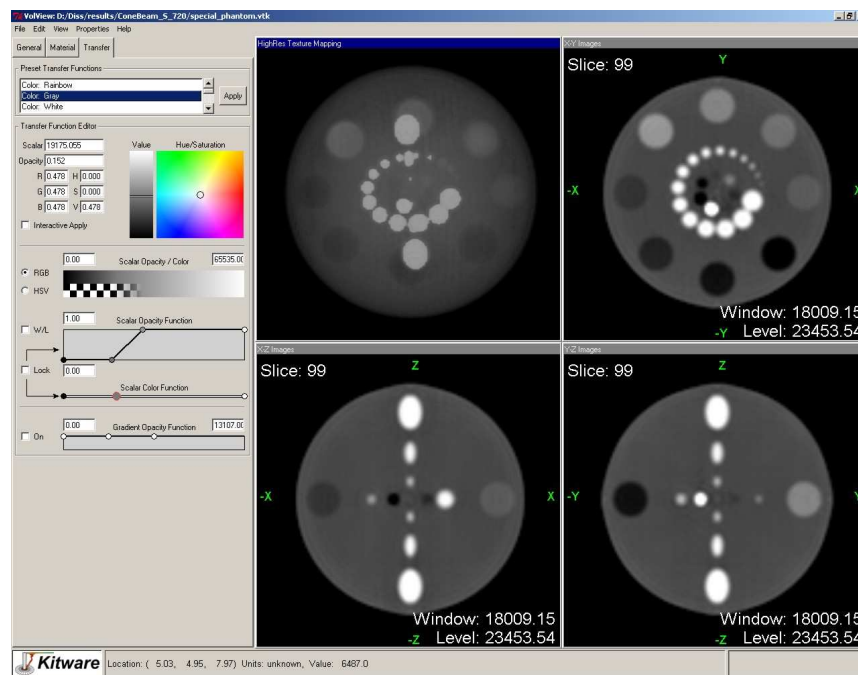 VolView: D:/Diss/results/ConeBeam_S_720/special_phantom.vtk
File Edit View Properties Help
General Material Transfer
Preset Transfer Functions
Color: Rainbow
Color: Gray
Color: White
Apply
Transfer Function Editor
Scalar 19175.055 Value Hue/Saturation
Opacity 0.152
R 0.478 H 0.000
G 0.478 S 0.000
B 0.478 V 0.478
Interactive Apply
0.00 Scalar Opacity / Color 65535.00
RGB
HSV
1.00 Scalar Opacity Function
W/L
Lock 0.00
Scalar Color Function
0.00 Gradient Opacity Function 13107.00
On
HighRes Texture Mapping
X-Y Images
Slice: 99
Y
-X X
Window: 18009.15
-Y Level: 23453.54
X-Z Images
Slice: 99
Z
-X X
Window: 18009.15
-Z Level: 23453.54
Y-Z Images
Slice: 99
Z
-Y Y
Window: 18009.15
-Z Level: 23453.54
Kitware Location: ( 5.03, 4.95, 7.97) Units: unknown, Value: 6487.0